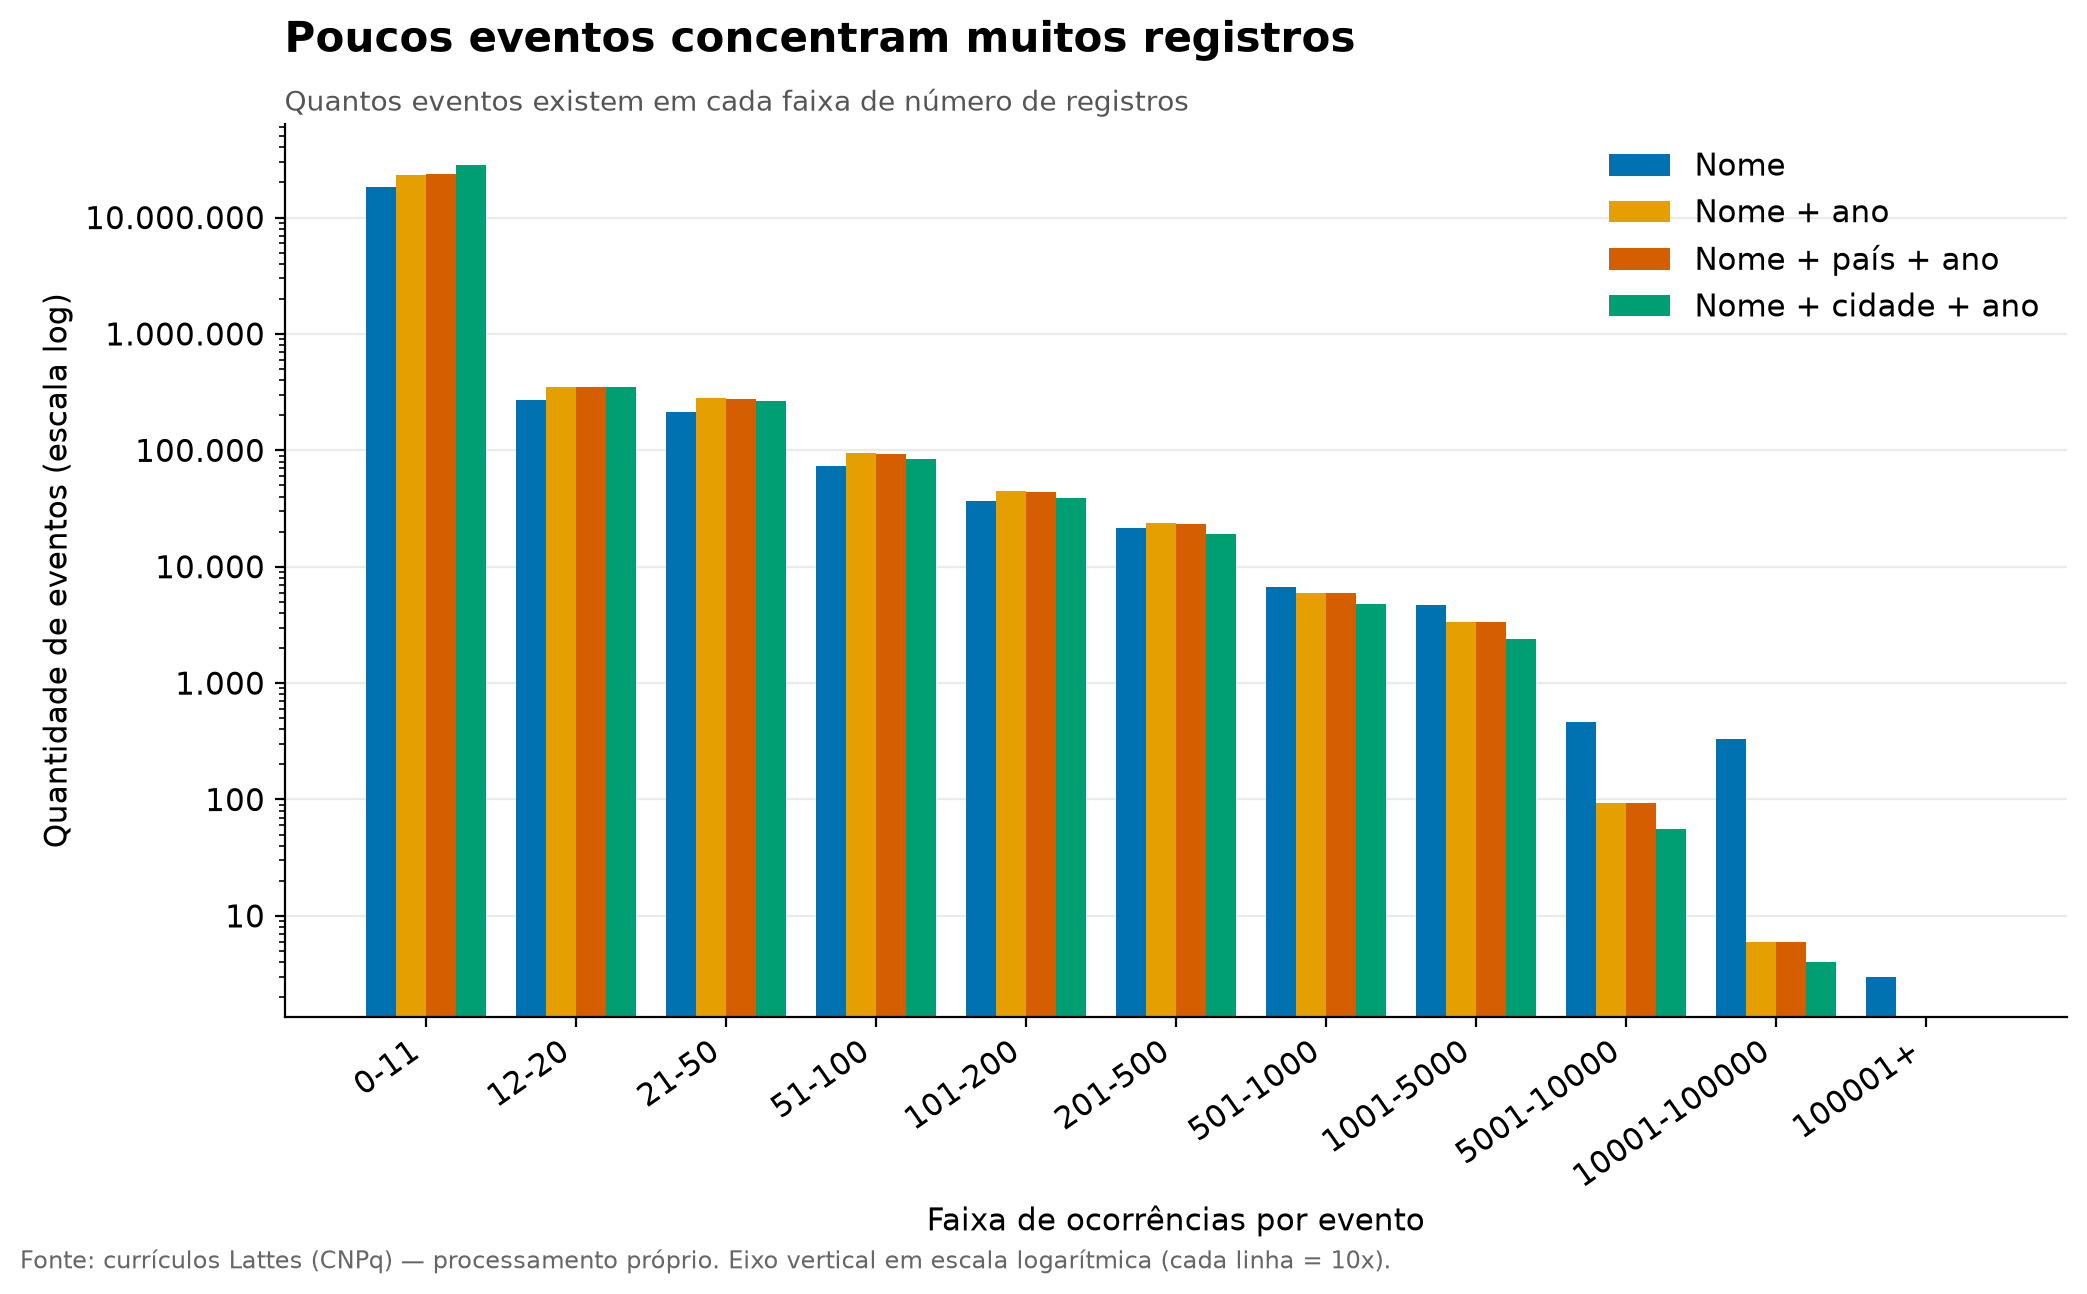 Poucos eventos concentram muitos registros
Quantos eventos existem em cada faixa de número de registros
Nome
Nome + ano
Nome + país + ano
Nome + cidade + ano
Quantidade de eventos (escala log)
10.000.000
1.000.000
100.000
10.000
1.000
100
10
0-11
12-20
21-50
51-100
101-200
201-500
501-1000
1001-5000
5001-10000
10001-100000
100001+
Faixa de ocorrências por evento
Fonte: currículos Lattes (CNPq) — processamento próprio. Eixo vertical em escala logarítmica (cada linha = 10x).